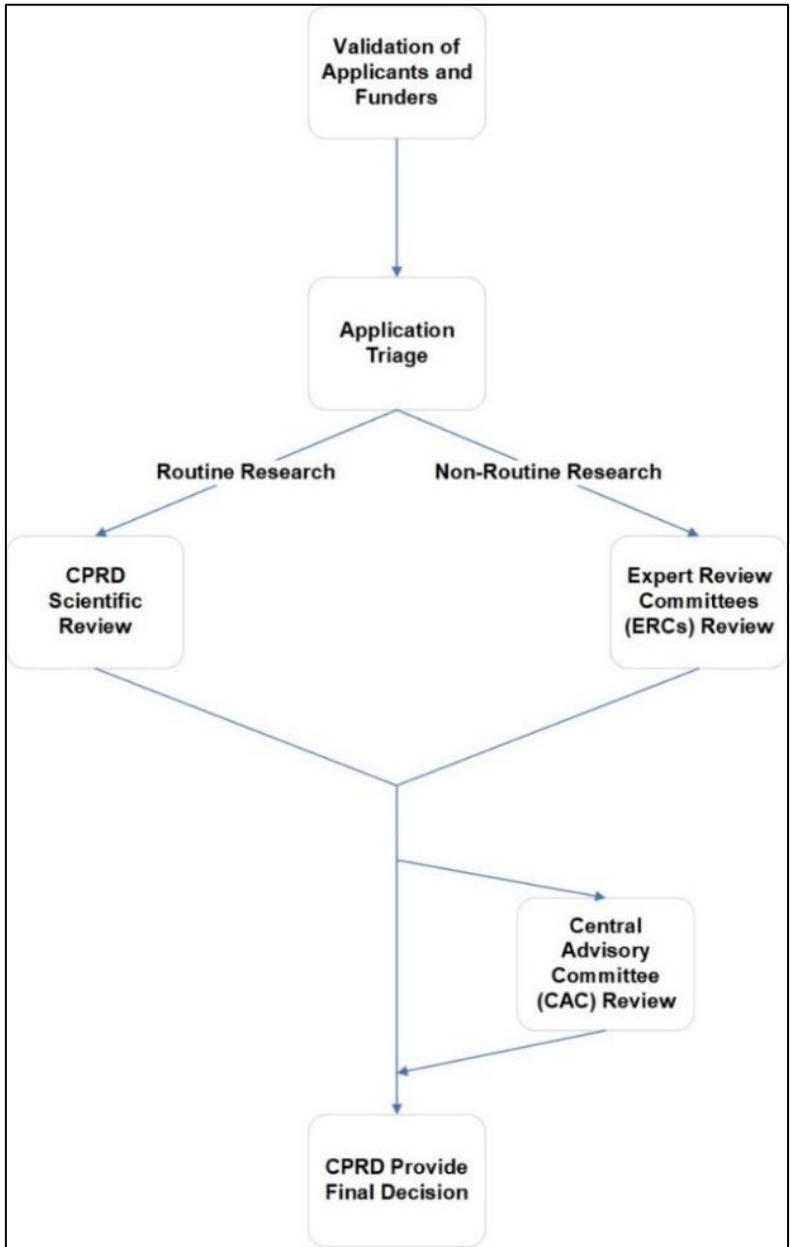 Validation of
Applicants and
Funders
Application
Triage
Routine Research
Non-Routine Research
CPRD
Scientific
Review
Expert Review
Committees
(ERCs) Review
Central
Advisory
Committee
(CAC) Review
CPRD Provide
Final Decision